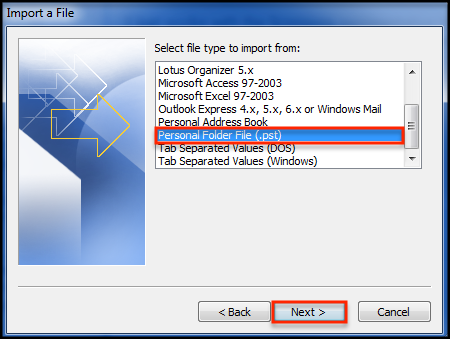 Import a File
Select file type to import from:
Lotus Organizer 5.x
Microsoft Access 97-2003
Microsoft Excel 97-2003
Outlook Express 4.x, 5.x, 6.x or Windows Mail
Personal Address Book
Personal Folder File (.pst)
Tab Separated Values (DOS)
Tab Separated Values (Windows)
< Back
Next >
Cancel